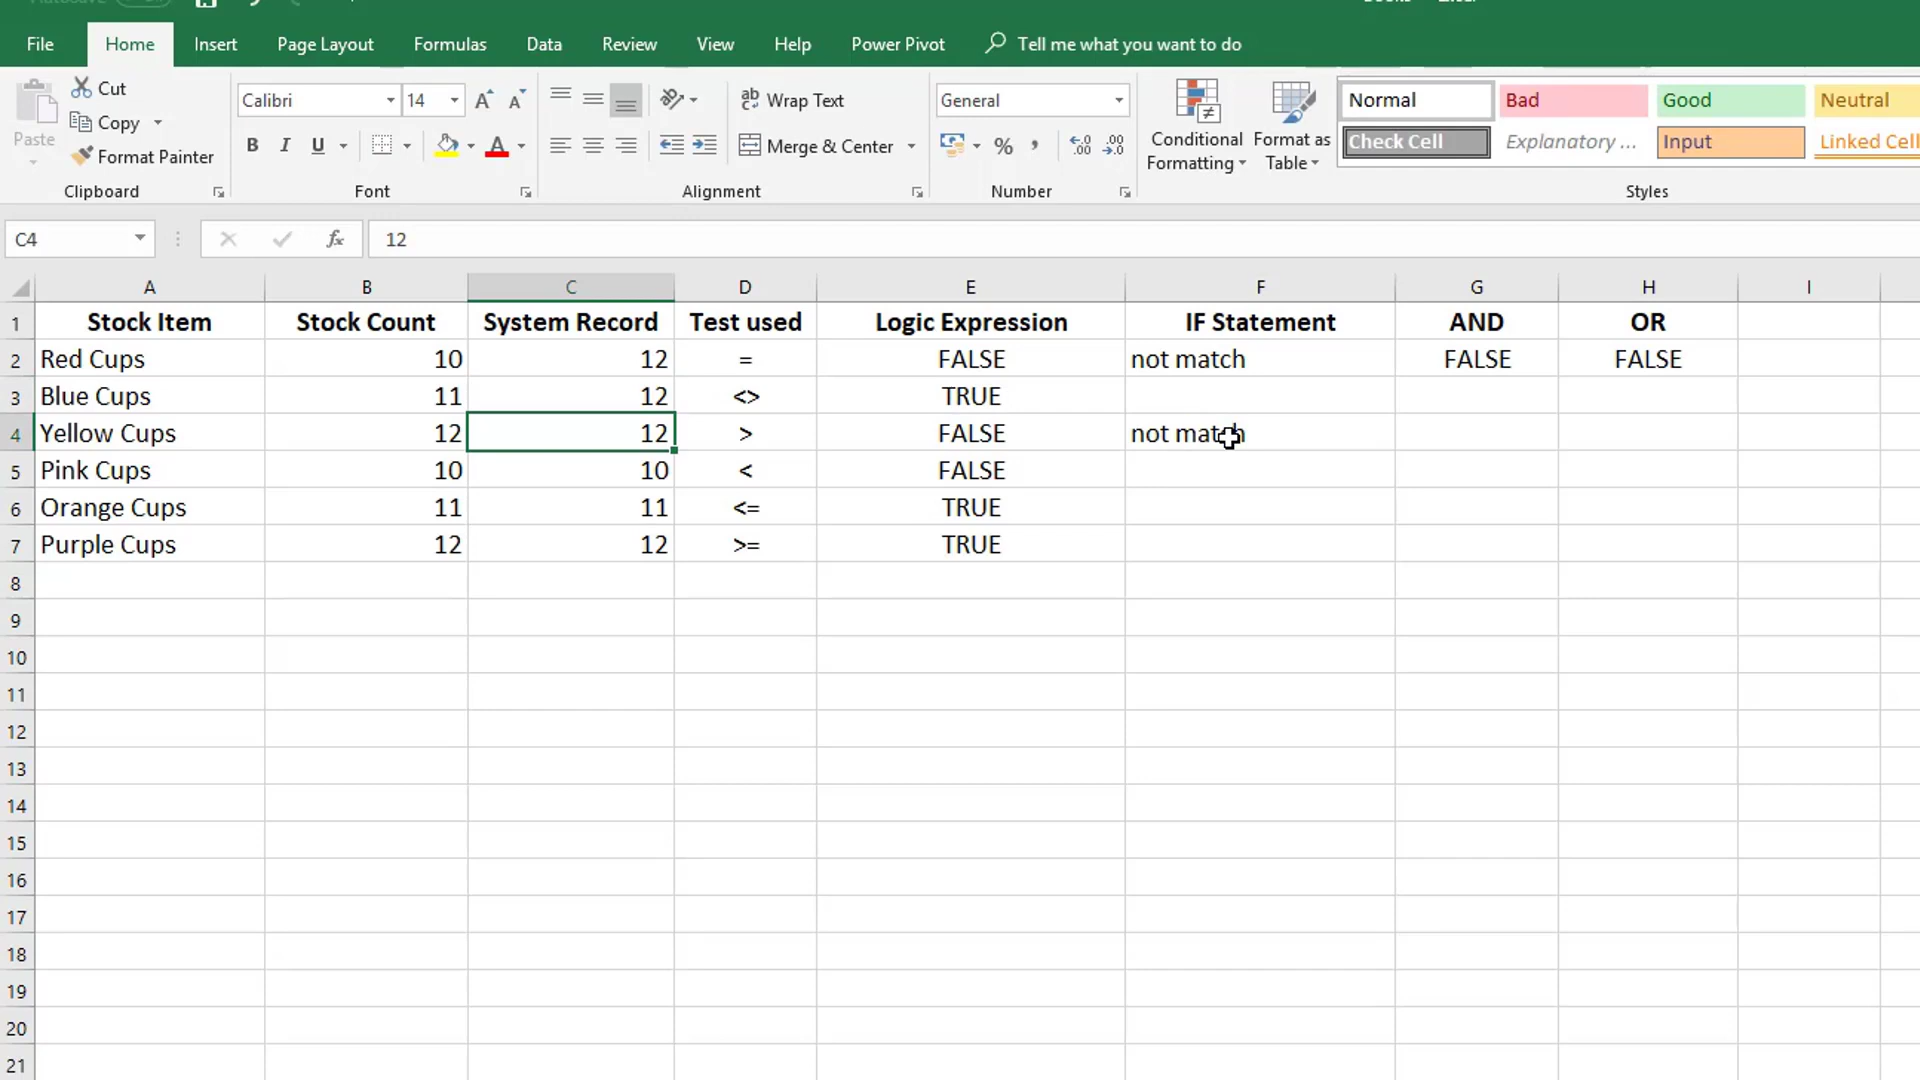 File Home Insert Page Layout Formulas Data Review View Help Power Pivot Tell me what you want to do
Paste Cut
Copy
Format Painter
Clipboard
Calibri 14
B I U A
Font
Wrap Text
Merge & Center
Alignment
General
% ,
Number
Conditional Formatting
Format as Table
Normal Bad Good Neutral
Check Cell Explanatory ... Input Linked Cell
Styles
C4 fx 12
A B C D E F G H I
1 Stock Item Stock Count System Record Test used Logic Expression IF Statement AND OR
2 Red Cups 10 12 = FALSE not match FALSE FALSE
3 Blue Cups 11 12 <> TRUE
4 Yellow Cups 12 12 > FALSE not match
5 Pink Cups 10 10 < FALSE
6 Orange Cups 11 11 <= TRUE
7 Purple Cups 12 12 >= TRUE
8
9
10
11
12
13
14
15
16
17
18
19
20
21